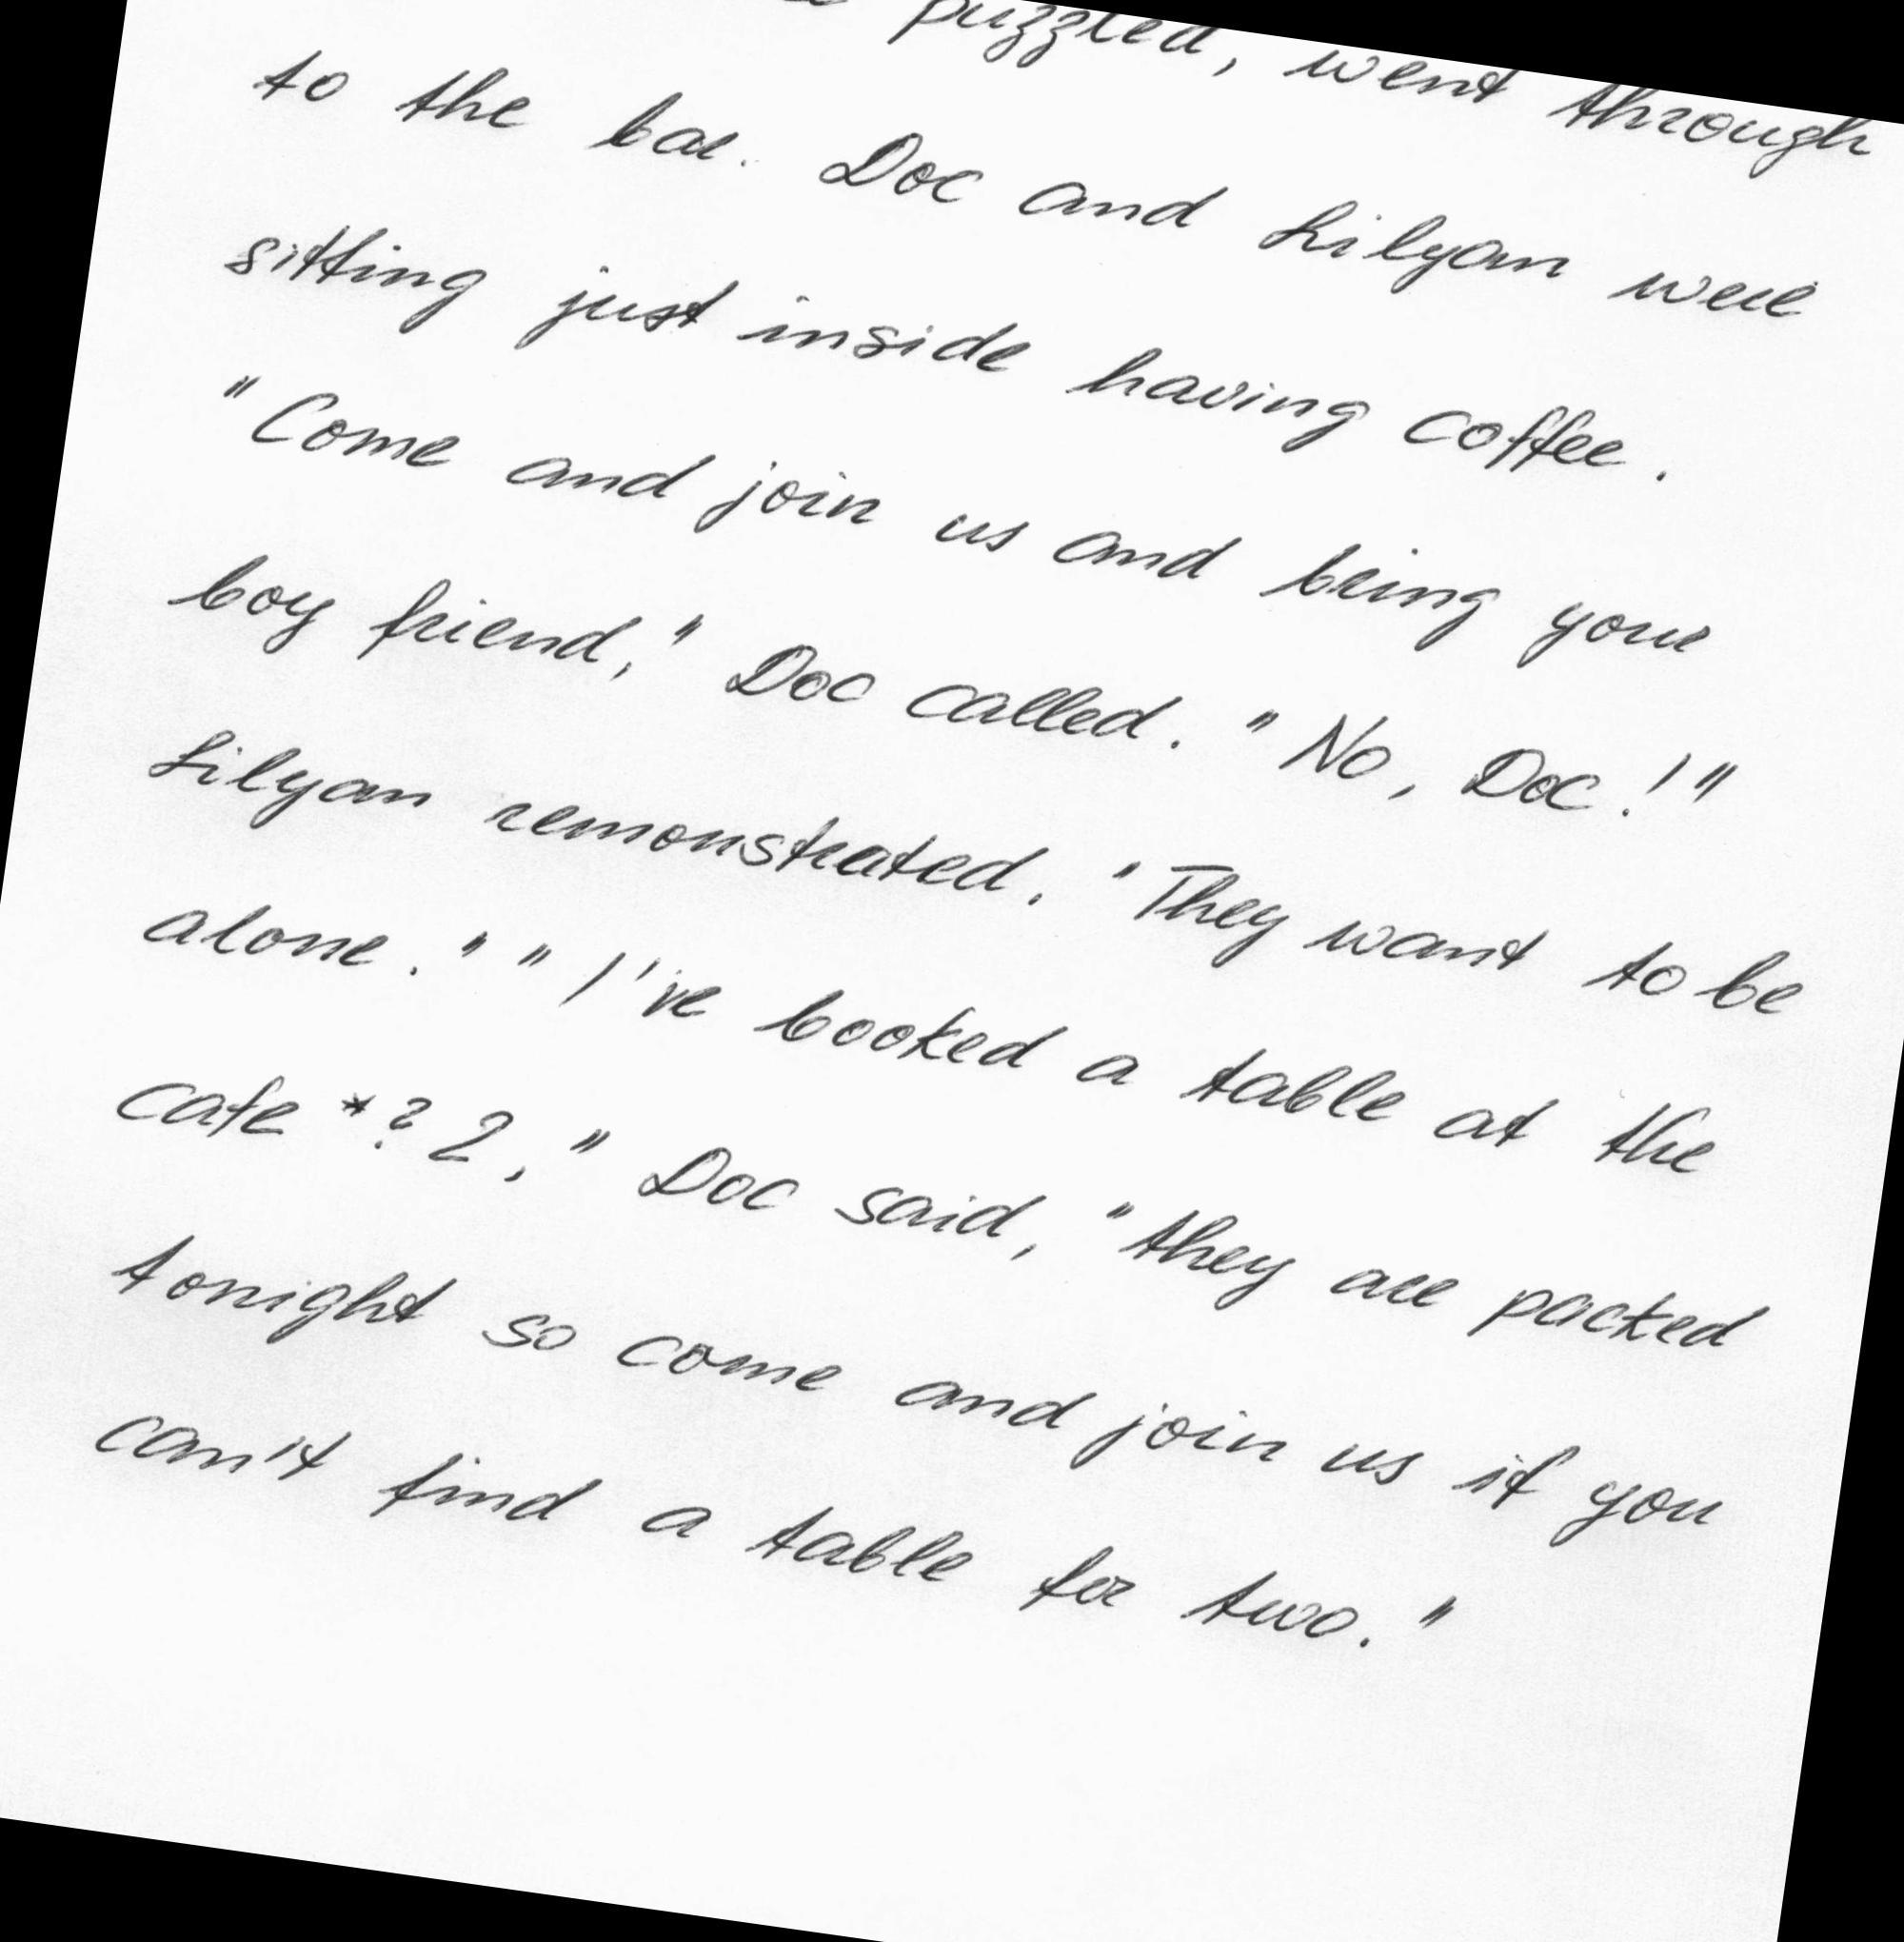 puzzled, went through
to the bar. Doc and Lilyan were
sitting just inside having coffee.
"Come and join us and bring your
boy friend," Doc called. "No, Doc!"
Lilyan remonstrated. "They want to be
alone." "I've booked a table at the
cafe *?2," Doc said, "they are packed
tonight so come and join us if you
can't find a table for two."